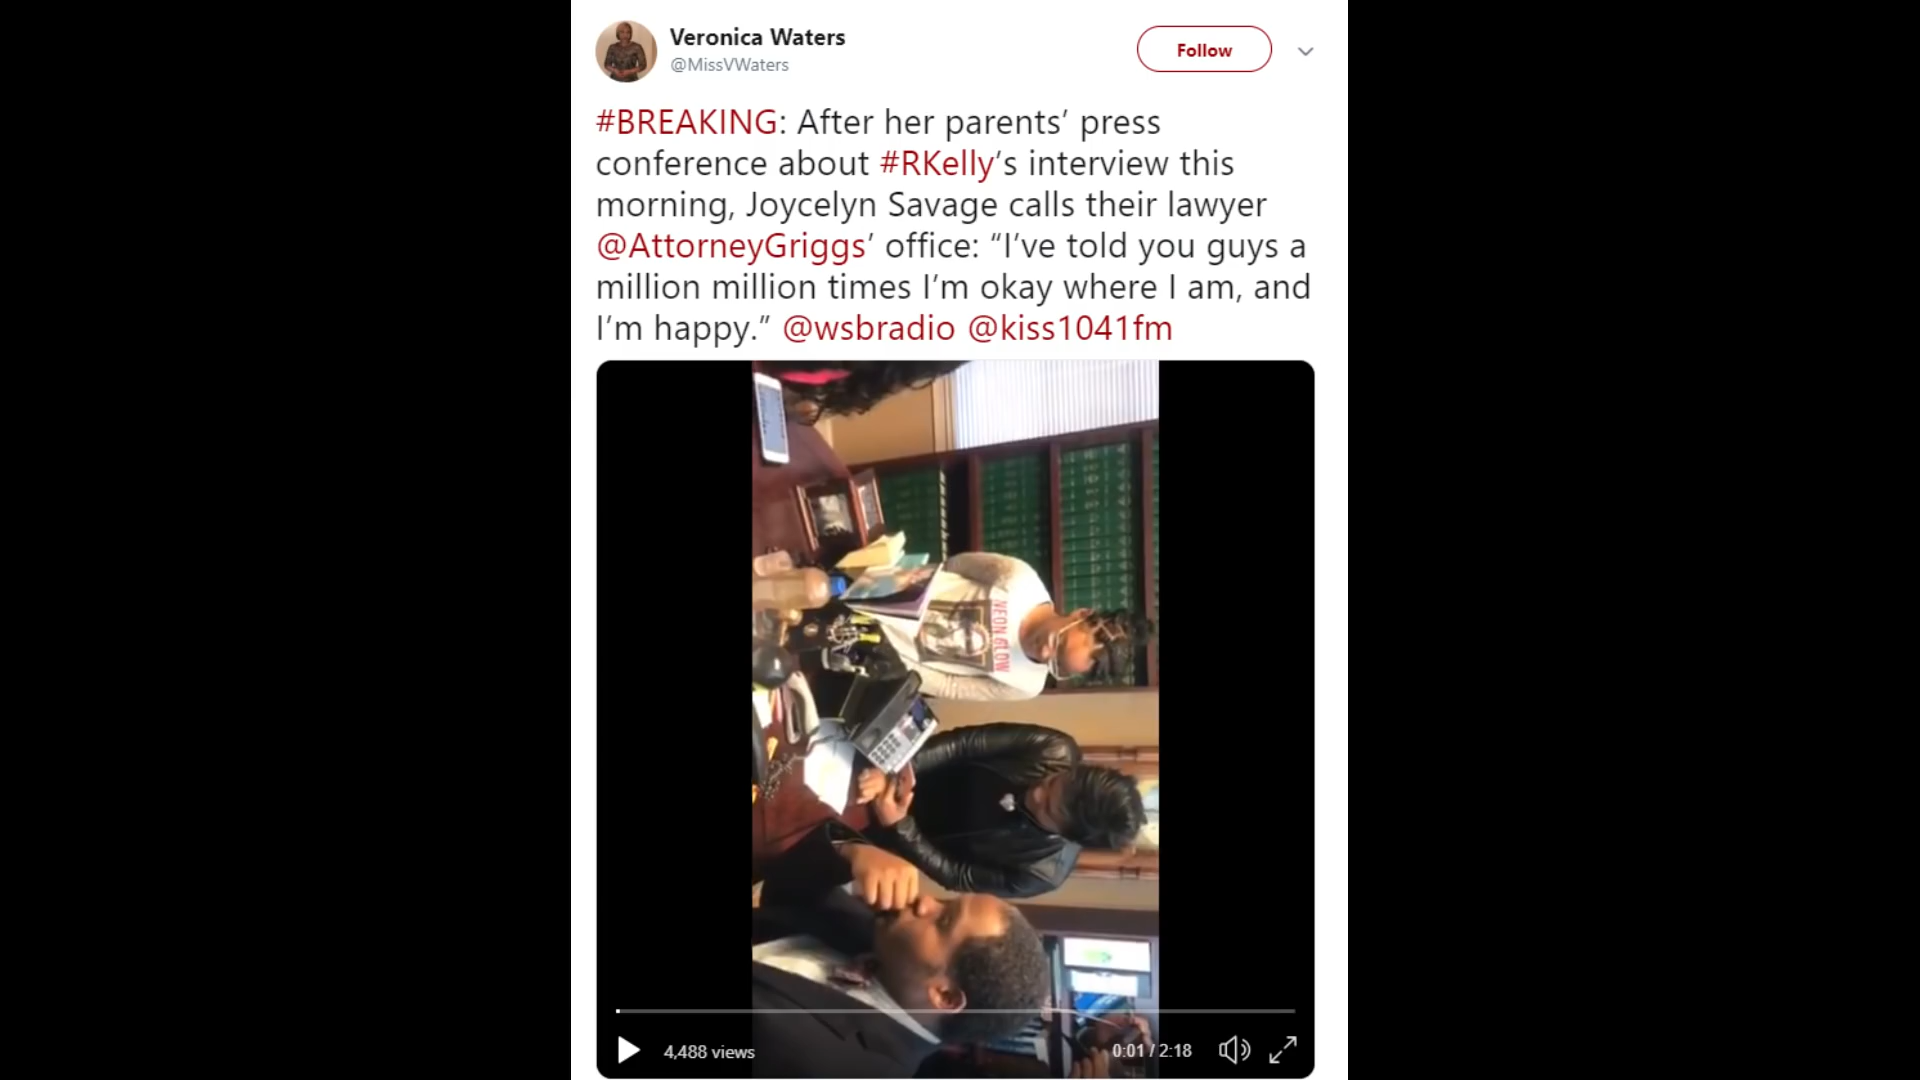 Veronica Waters
@MissVWaters
Follow
#BREAKING: After her parents’ press
conference about #RKelly’s interview this
morning, Joycelyn Savage calls their lawyer
@AttorneyGriggs’ office: “I’ve told you guys a
million million times I’m okay where I am, and
I’m happy.” @wsbradio @kiss1041fm
NEON GLOW
4,488 views
0:01 / 2:18